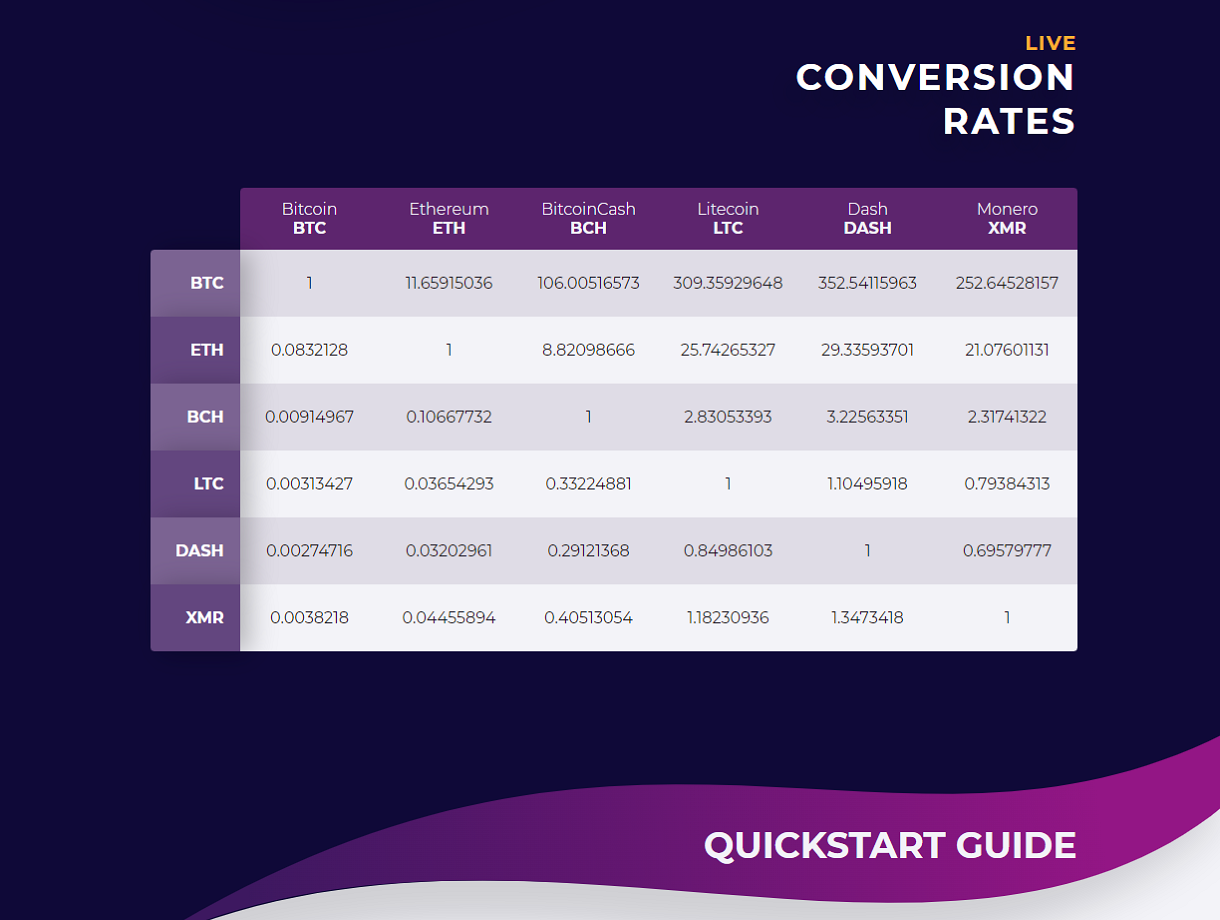 LIVE
CONVERSION
RATES
Bitcoin Ethereum BitcoinCash Litecoin Dash Monero
BTC ETH BCH LTC DASH XMR
BTC 1 11.65915036 106.00516573 309.35929648 352.54115963 252.64528157
ETH 0.0832128 1 8.82098666 25.74265327 29.33593701 21.07601131
BCH 0.00914967 0.10667732 1 2.83053393 3.22563351 2.31741322
LTC 0.00313427 0.03654293 0.33224881 1 1.10495918 0.79384313
DASH 0.00274716 0.03202961 0.29121368 0.84986103 1 0.69579777
XMR 0.0038218 0.04455894 0.40513054 1.18230936 1.3473418 1
QUICKSTART GUIDE